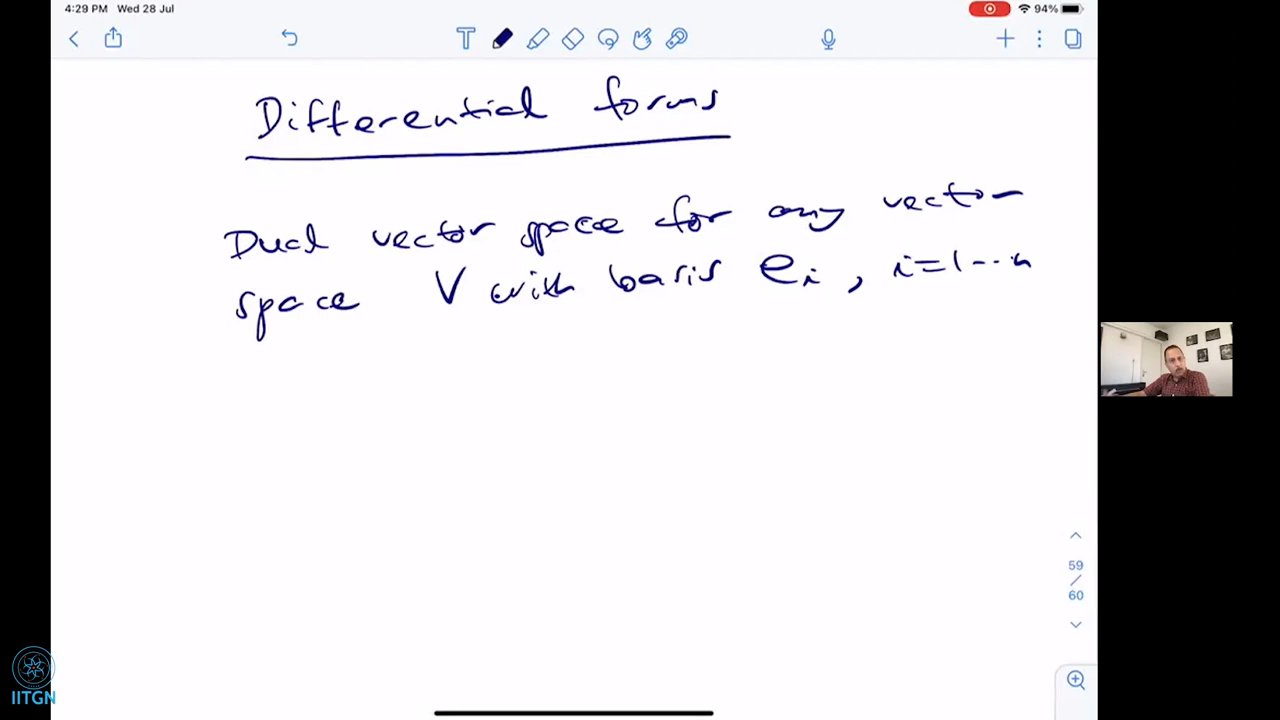 4:29 PM Wed 28 Jul
94%
Differential forms
Dual vector space for any vector
space V with basis e_i , i=1--n
59
/
60
IITGN